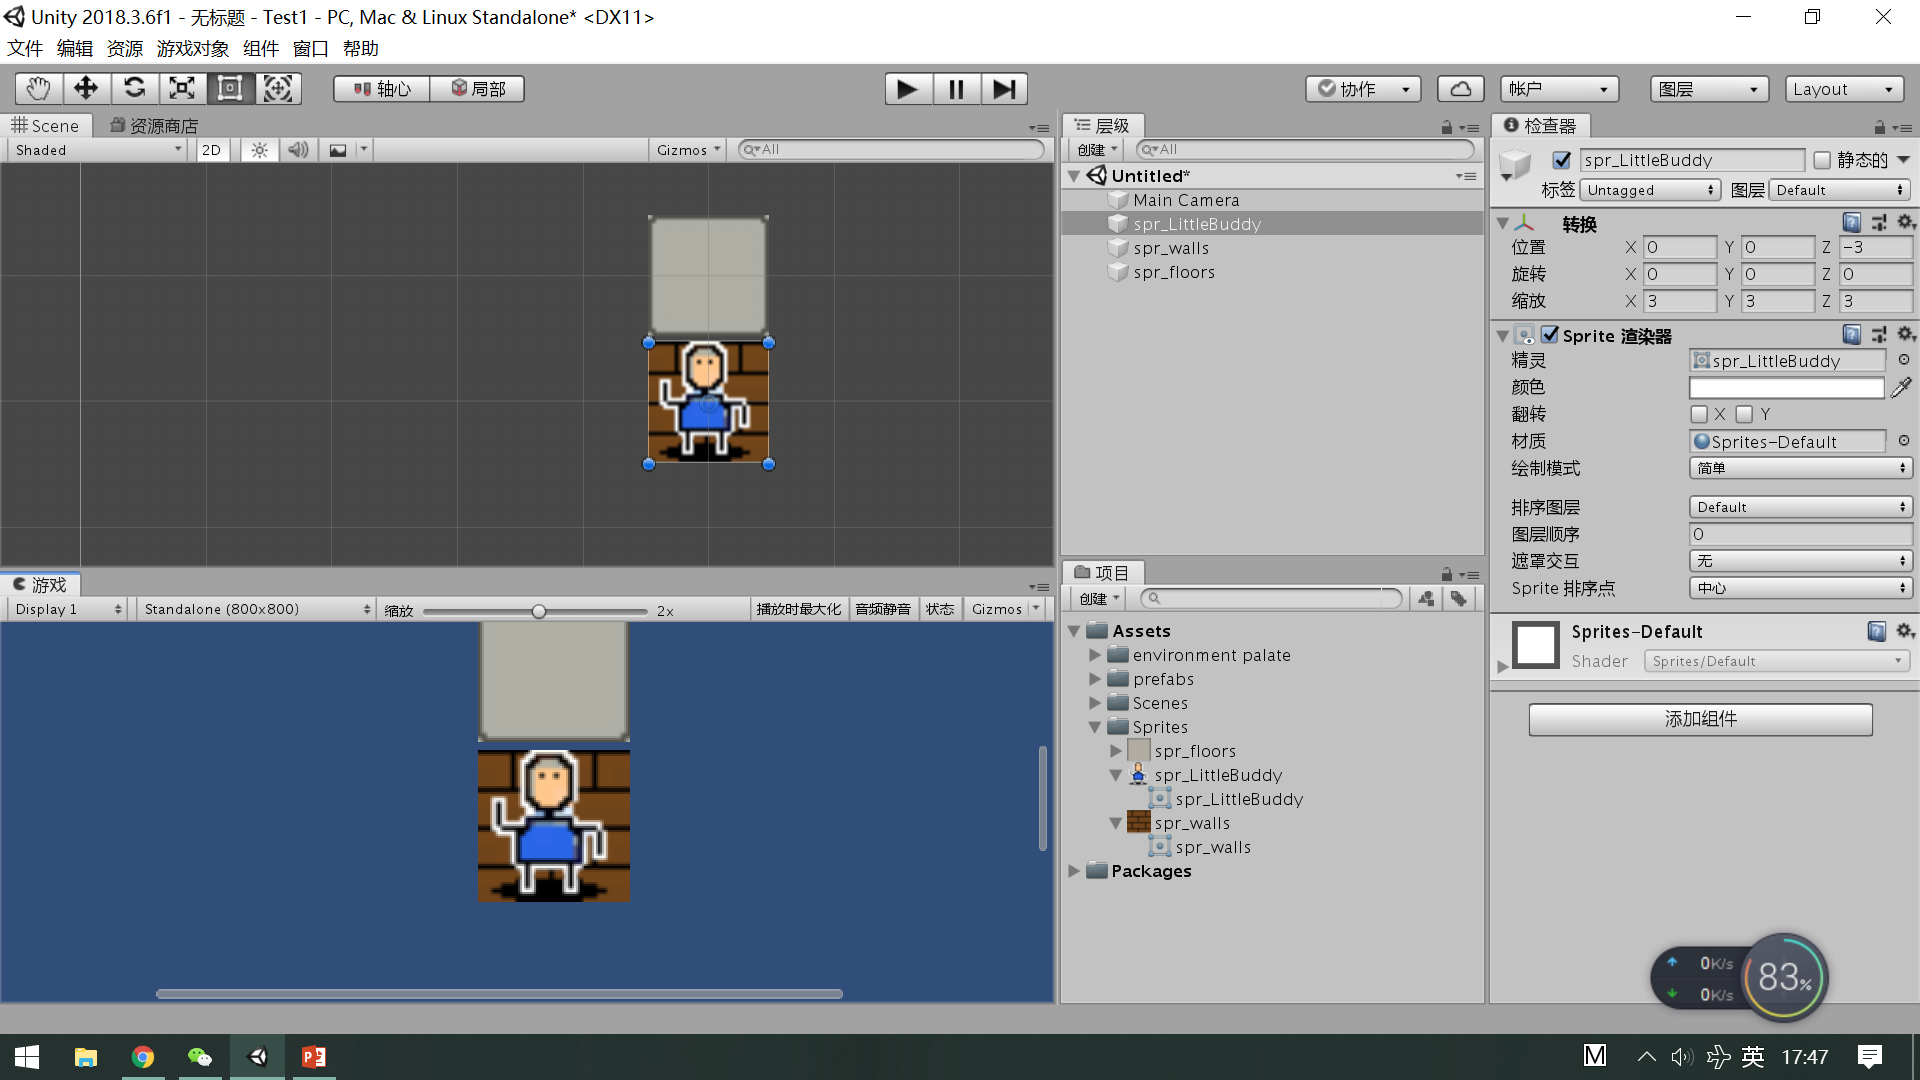 Unity 2018.3.6f1 - 无标题 - Test1 - PC, Mac & Linux Standalone* <DX11>
文件 编辑 资源 游戏对象 组件 窗口 帮助
轴心 局部 协作 帐户 图层 Layout
Scene 资源商店
Shaded 2D Gizmos All
层级
创建 All
Untitled*
Main Camera
spr_LittleBuddy
spr_walls
spr_floors
检查器
spr_LittleBuddy 静态的
标签 Untagged 图层 Default
转换
位置 X 0 Y 0 Z -3
旋转 X 0 Y 0 Z 0
缩放 X 3 Y 3 Z 3
Sprite 渲染器
精灵 spr_LittleBuddy
颜色
翻转 X Y
材质 Sprites-Default
绘制模式 简单
排序图层 Default
图层顺序 0
遮罩交互 无
Sprite 排序点 中心
Sprites-Default
Shader Sprites/Default
添加组件
游戏
Display 1 Standalone (800x800) 缩放 2x 播放时最大化 音频静音 状态 Gizmos
项目
创建
Assets
environment palate
prefabs
Scenes
Sprites
spr_floors
spr_LittleBuddy
spr_LittleBuddy
spr_walls
spr_walls
Packages
0K/s
0K/s
83%
M 英 17:47